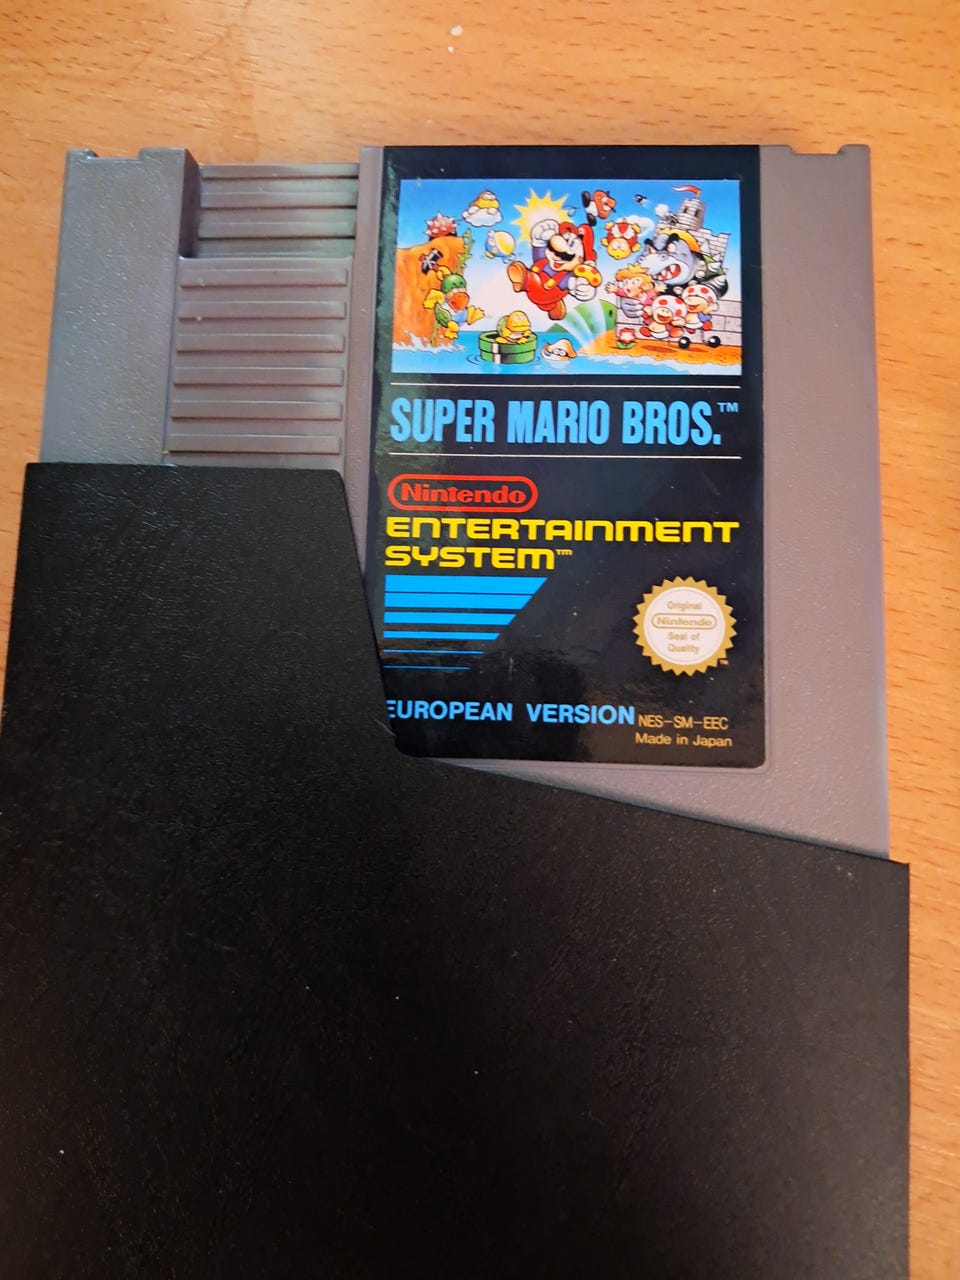 SUPER MARIO BROS.™
Nintendo
ENTERTAINMENT
SYSTEM™
Original
Nintendo
Seal of
Quality
™
EUROPEAN VERSION
NES-SM-EEC
Made in Japan